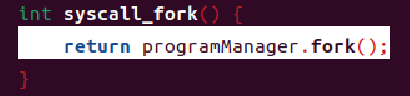 int syscall_fork() {
    return programManager.fork();
}